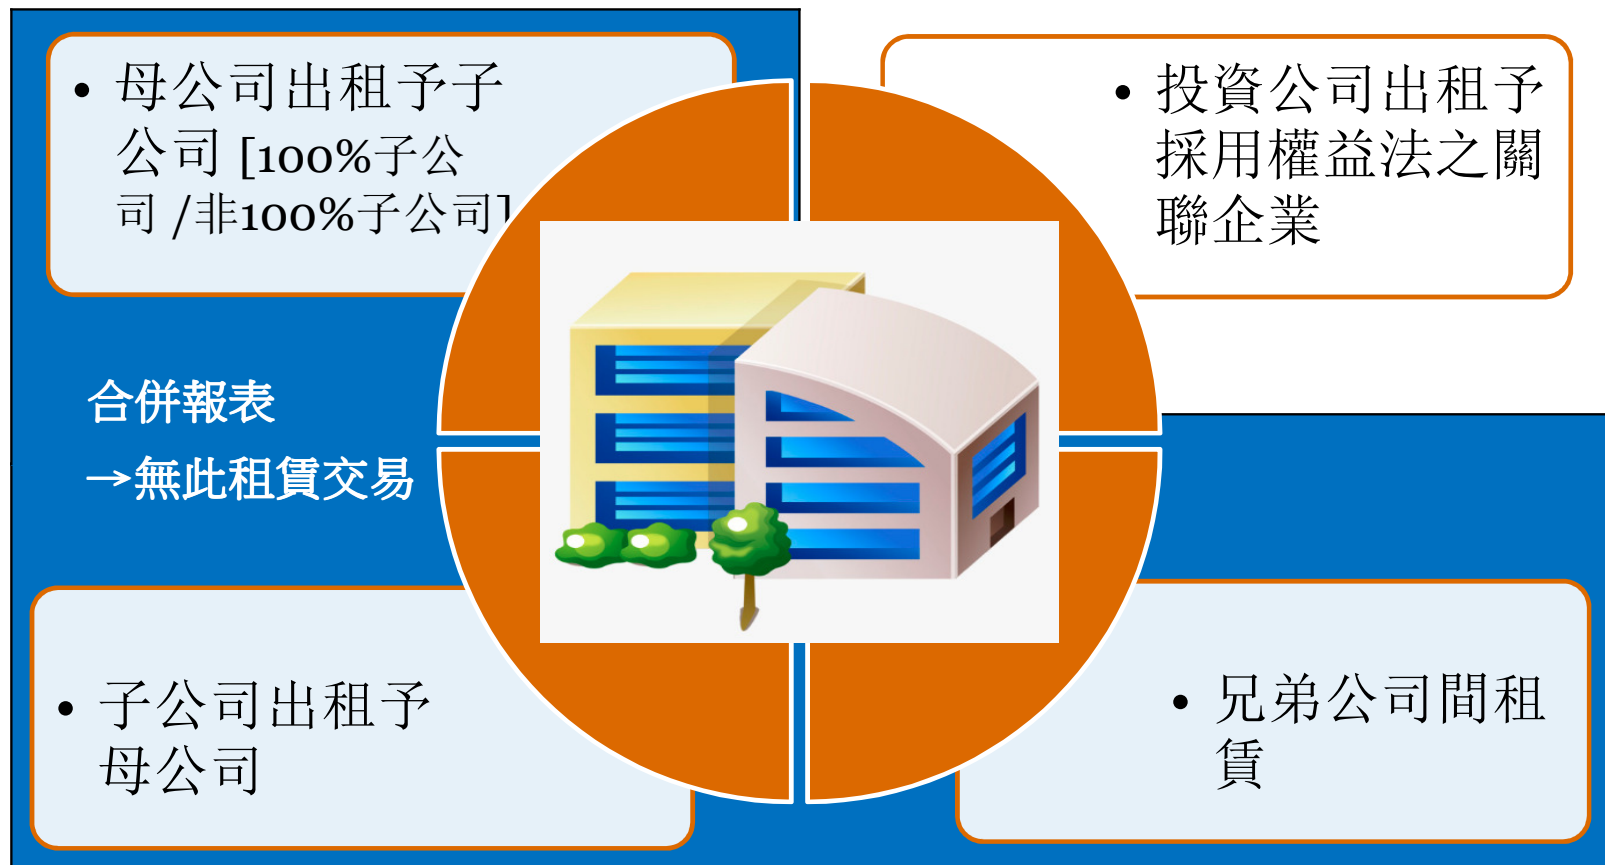 • 母公司出租予子
公司 [100%子公
司 /非100%子公司]
• 投資公司出租予
採用權益法之關
聯企業
合併報表
→無此租賃交易
• 子公司出租予
母公司
• 兄弟公司間租
賃